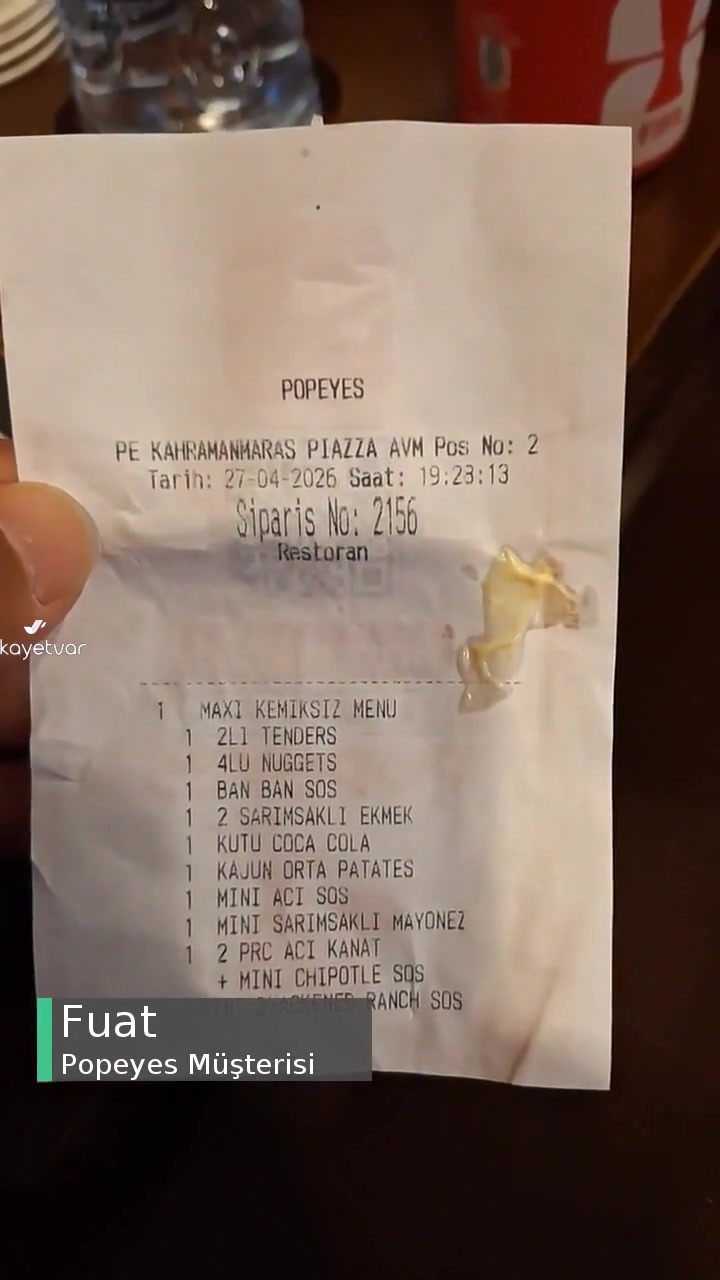 POPEYES
PE KAHRAMANMARAS PIAZZA AVM Pos No: 2
Tarih: 27-04-2026 Saat: 19:23:13
Siparis No: 2156
Restoran
kayetvar
1 MAXI KEMIKSIZ MENU
1 2LI TENDERS
1 4LU NUGGETS
1 BAN BAN SOS
1 2 SARIMSAKLI EKMEK
1 KUTU COCA COLA
1 KAJUN ORTA PATATES
1 MINI ACI SOS
1 MINI SARIMSAKLI MAYONEZ
1 2 PRC ACI KANAT
+ MINI CHIPOTLE SOS
BLACKENED RANCH SOS
Fuat
Popeyes Müşterisi